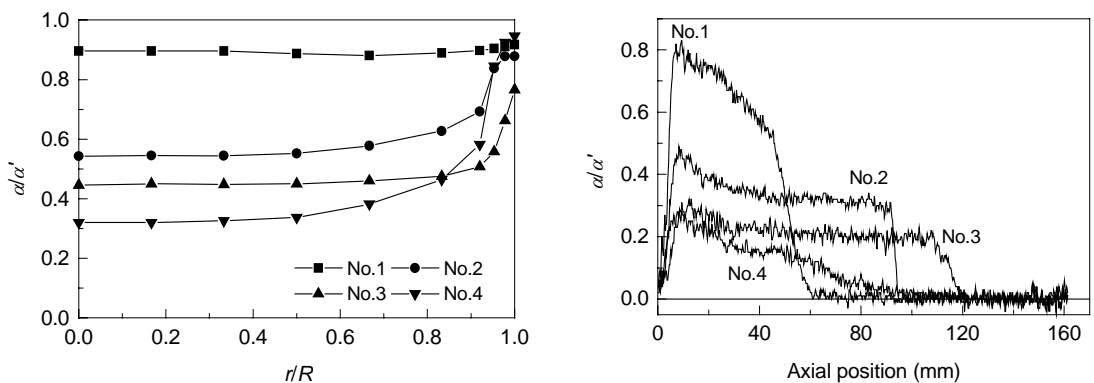 1.0
0.8
0.6
0.4
0.2
0.0
α/α'
0.0 0.2 0.4 0.6 0.8 1.0
r/R
No.1 No.2
No.3 No.4
0.8
0.6
0.4
0.2
0.0
α/α'
0 40 80 120 160
Axial position (mm)
No.1
No.2
No.3
No.4